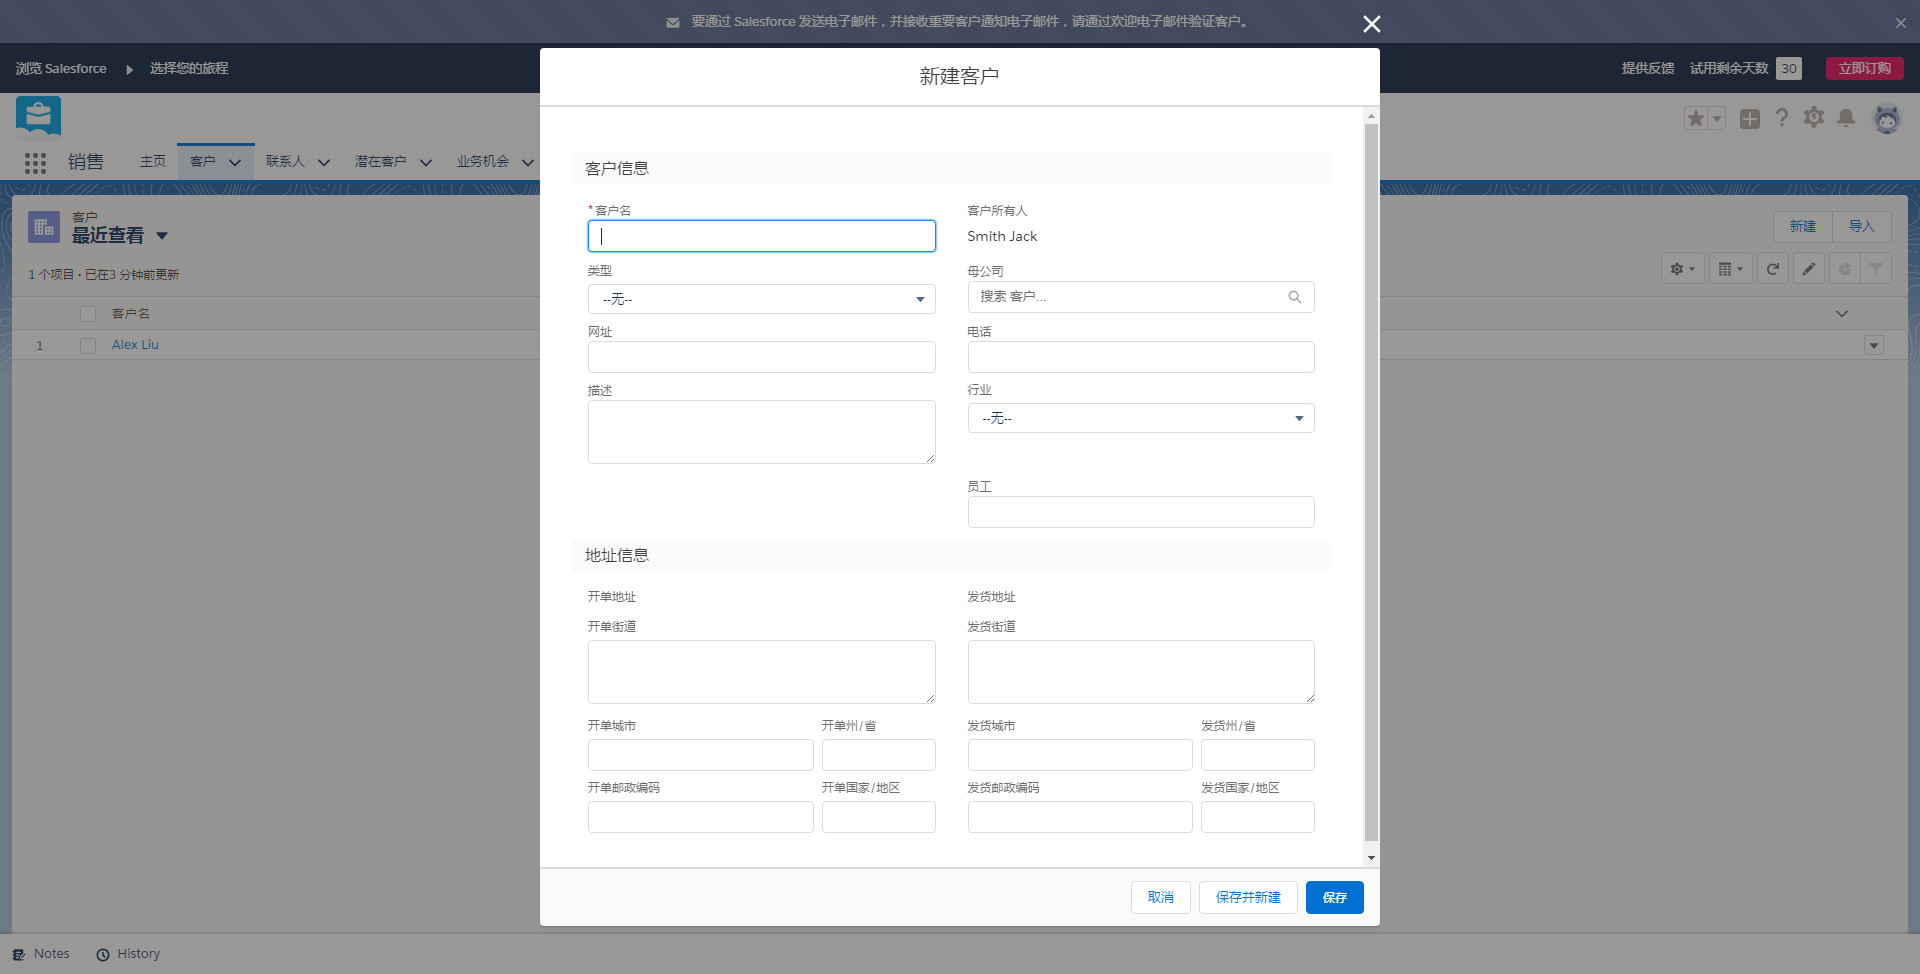 要通过 Salesforce 发送电子邮件，并接收重要客户通知电子邮件，请通过欢迎电子邮件验证客户。
浏览 Salesforce 选择您的旅程 提供反馈 试用剩余天数 30 立即订购
新建客户
销售 主页 客户 联系人 潜在客户 业务机会
客户
最近查看
新建 导入
1 个项目 • 已在3 分钟前更新
客户名
1 Alex Liu
客户信息
*客户名 客户所有人
Smith Jack
类型 母公司
--无-- 搜索 客户...
网址 电话
描述 行业
--无--
员工
地址信息
开单地址 发货地址
开单街道 发货街道
开单城市 开单州/省 发货城市 发货州/省
开单邮政编码 开单国家/地区 发货邮政编码 发货国家/地区
取消 保存并新建 保存
Notes History